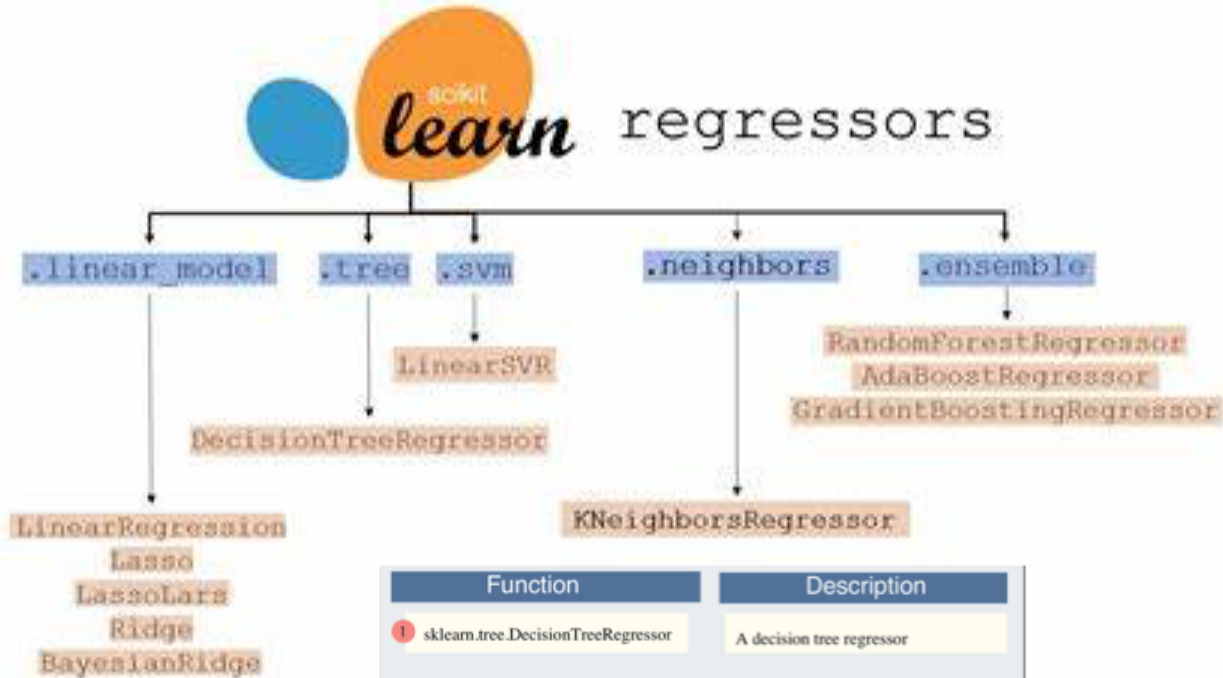 scikit
learn regressors
.linear_model .tree .svm .neighbors .ensemble
LinearSVR
RandomForestRegressor
AdaBoostRegressor
GradientBoostingRegressor
DecisionTreeRegressor
KNeighborsRegressor
LinearRegression
Lasso
LassoLars
Ridge
BayesianRidge
Function Description
1 sklearn.tree.DecisionTreeRegressor A decision tree regressor